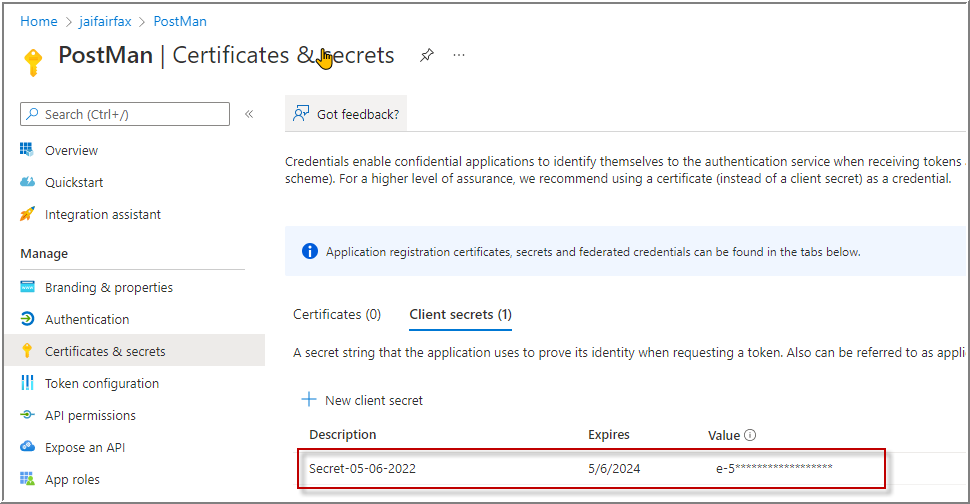 Home > jaifairfax > PostMan
PostMan | Certificates & secrets
Search (Ctrl+/)
«
Got feedback?
Overview
Quickstart
Integration assistant
Manage
Branding & properties
Authentication
Certificates & secrets
Token configuration
API permissions
Expose an API
App roles
Credentials enable confidential applications to identify themselves to the authentication service when receiving tokens
scheme). For a higher level of assurance, we recommend using a certificate (instead of a client secret) as a credential.
Application registration certificates, secrets and federated credentials can be found in the tabs below.
Certificates (0) Client secrets (1)
A secret string that the application uses to prove its identity when requesting a token. Also can be referred to as appli
+ New client secret
Description Expires Value
Secret-05-06-2022 5/6/2024 e-5******************